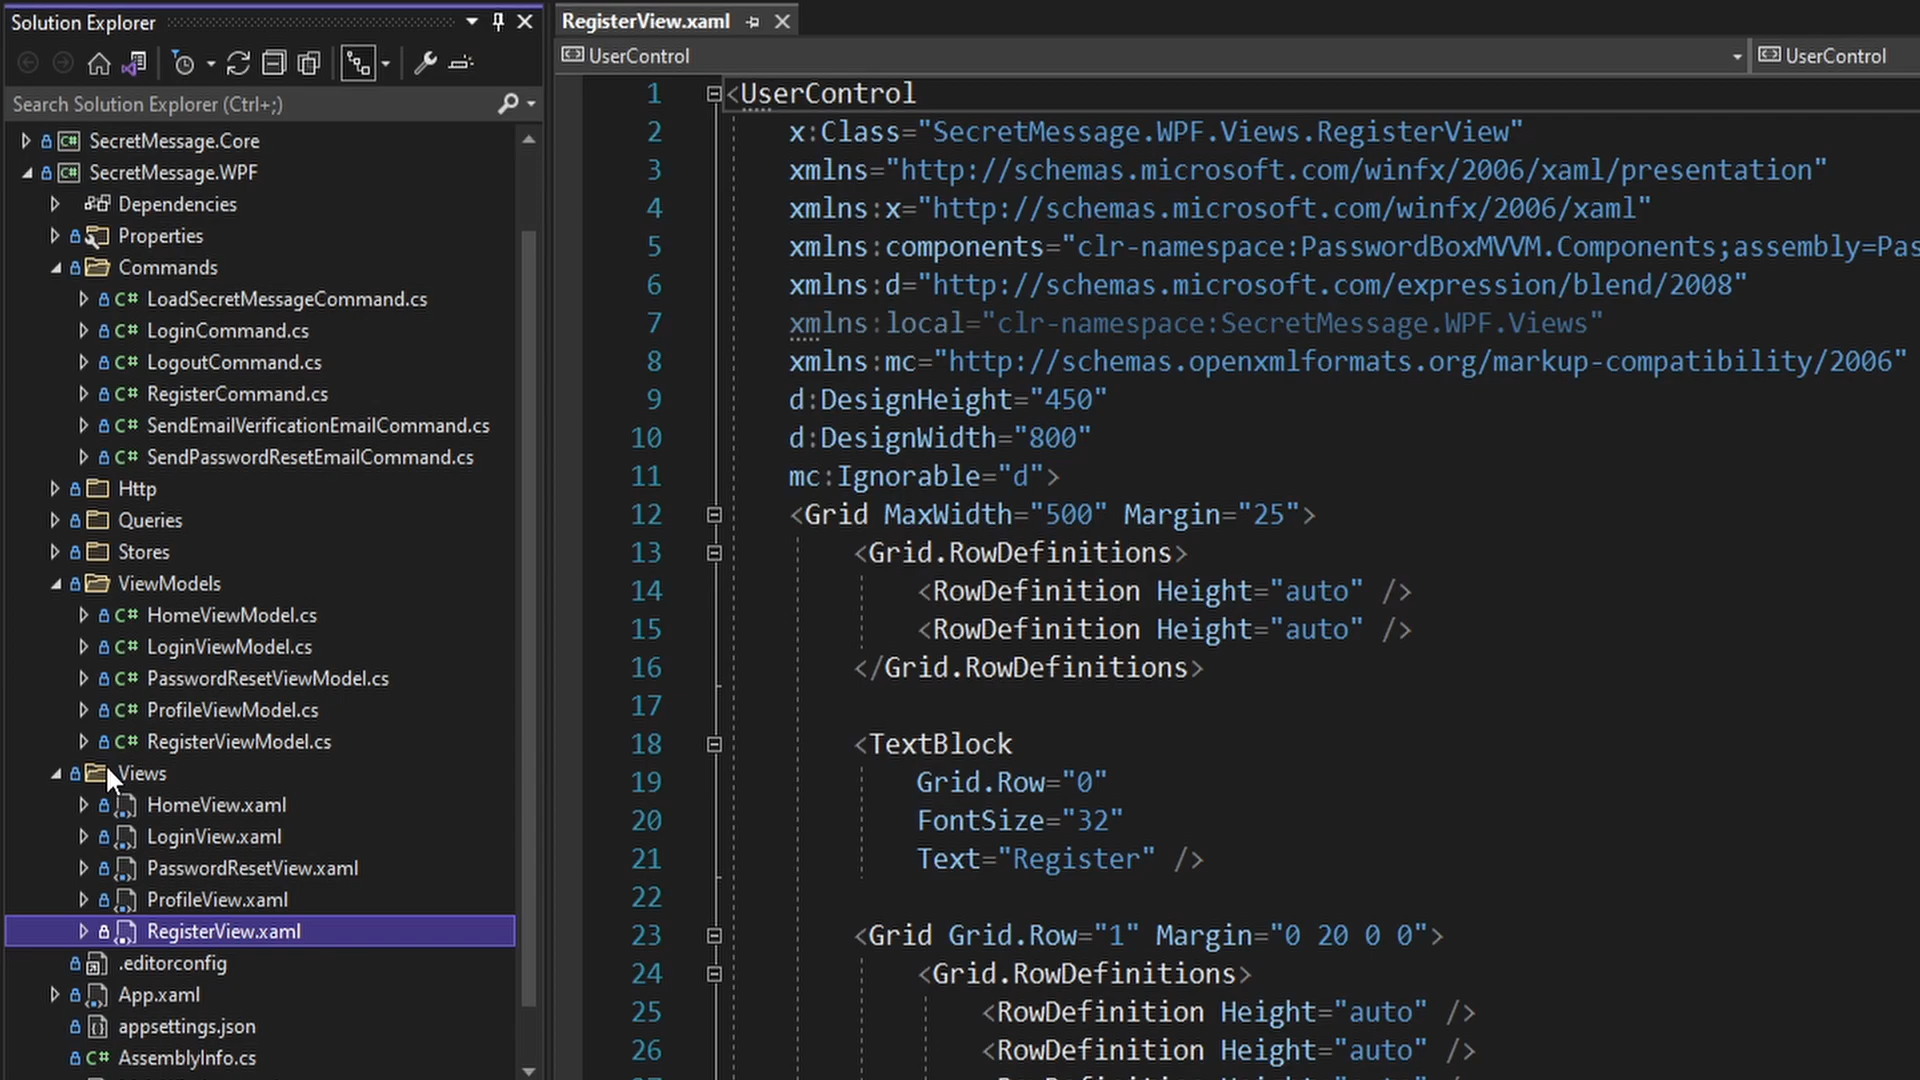 Solution Explorer
Search Solution Explorer (Ctrl+;)
C# SecretMessage.Core
C# SecretMessage.WPF
Dependencies
Properties
Commands
C# LoadSecretMessageCommand.cs
C# LoginCommand.cs
C# LogoutCommand.cs
C# RegisterCommand.cs
C# SendEmailVerificationEmailCommand.cs
C# SendPasswordResetEmailCommand.cs
Http
Queries
Stores
ViewModels
C# HomeViewModel.cs
C# LoginViewModel.cs
C# PasswordResetViewModel.cs
C# ProfileViewModel.cs
C# RegisterViewModel.cs
Views
HomeView.xaml
LoginView.xaml
PasswordResetView.xaml
ProfileView.xaml
RegisterView.xaml
.editorconfig
App.xaml
appsettings.json
C# AssemblyInfo.cs
RegisterView.xaml
UserControl
UserControl
1 <UserControl
2 x:Class="SecretMessage.WPF.Views.RegisterView"
3 xmlns="http://schemas.microsoft.com/winfx/2006/xaml/presentation"
4 xmlns:x="http://schemas.microsoft.com/winfx/2006/xaml"
5 xmlns:components="clr-namespace:PasswordBoxMVVM.Components;assembly=Pas
6 xmlns:d="http://schemas.microsoft.com/expression/blend/2008"
7 xmlns:local="clr-namespace:SecretMessage.WPF.Views"
8 xmlns:mc="http://schemas.openxmlformats.org/markup-compatibility/2006"
9 d:DesignHeight="450"
10 d:DesignWidth="800"
11 mc:Ignorable="d">
12 <Grid MaxWidth="500" Margin="25">
13 <Grid.RowDefinitions>
14 <RowDefinition Height="auto" />
15 <RowDefinition Height="auto" />
16 </Grid.RowDefinitions>
17
18 <TextBlock
19 Grid.Row="0"
20 FontSize="32"
21 Text="Register" />
22
23 <Grid Grid.Row="1" Margin="0 20 0 0">
24 <Grid.RowDefinitions>
25 <RowDefinition Height="auto" />
26 <RowDefinition Height="auto" />